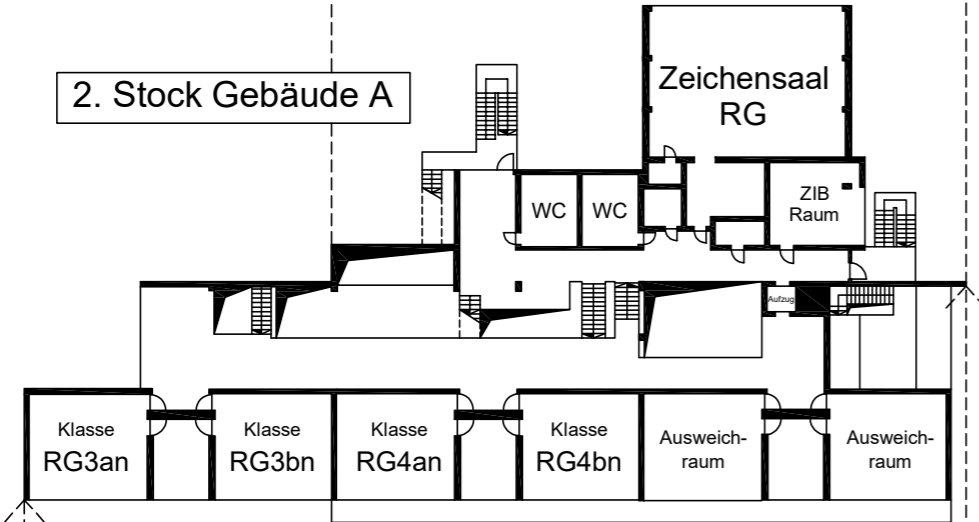 2. Stock Gebäude A
Zeichensaal
RG
WC
WC
ZIB
Raum
Aufzug
Klasse
RG3an
Klasse
RG3bn
Klasse
RG4an
Klasse
RG4bn
Ausweich-
raum
Ausweich-
raum